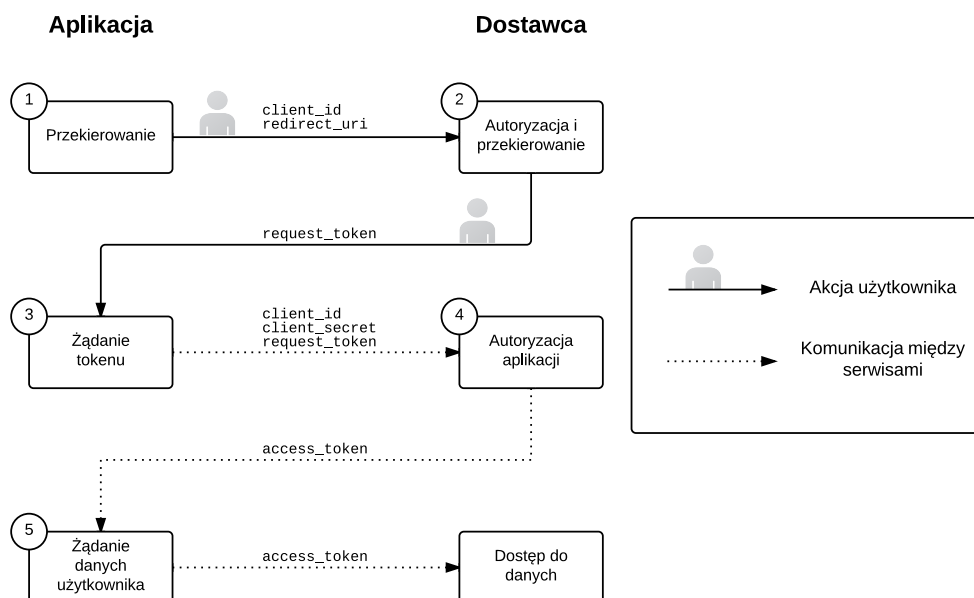 Aplikacja
Dostawca
1
Przekierowanie
client_id
redirect_uri
2
Autoryzacja i
przekierowanie
request_token
3
Żądanie
tokenu
client_id
client_secret
request_token
4
Autoryzacja
aplikacji
access_token
5
Żądanie
danych
użytkownika
access_token
Dostęp do
danych
Akcja użytkownika
Komunikacja między
serwisami